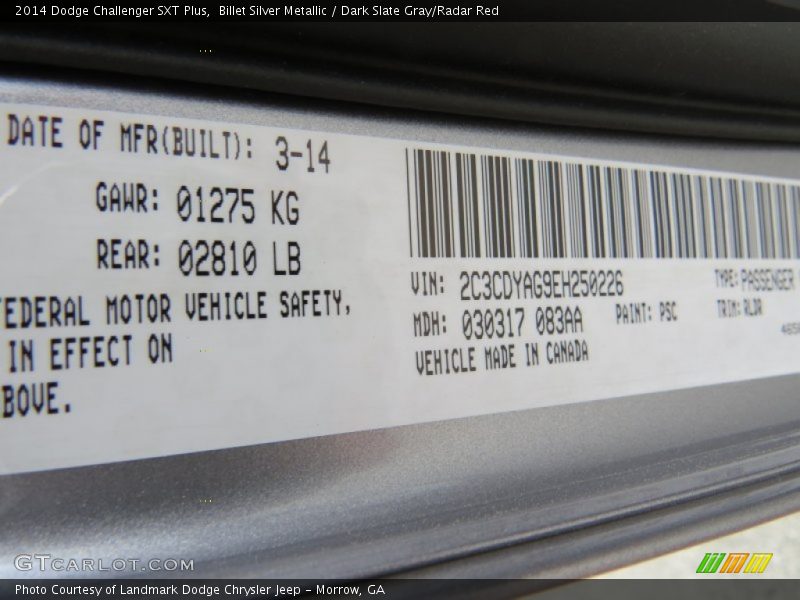 2014 Dodge Challenger SXT Plus,  Billet Silver Metallic / Dark Slate Gray/Radar Red
DATE OF MFR(BUILT): 3-14
GAWR: 01275 KG
REAR: 02810 LB
FEDERAL MOTOR VEHICLE SAFETY,
IN EFFECT ON
BOVE.
VIN: 2C3CDYAG9EH250226 TYPE: PASSENGER
MDH: 030317 083AA PAINT: PSC TRIM: RLDR
VEHICLE MADE IN CANADA
GTCARLOT.COM
Photo Courtesy of Landmark Dodge Chrysler Jeep – Morrow, GA